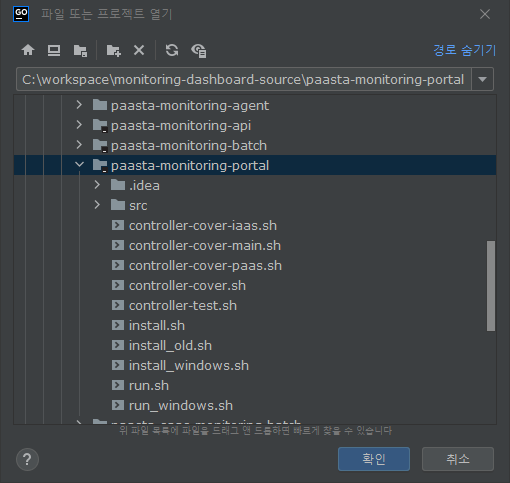 GO 파일 또는 프로젝트 열기
경로 숨기기
C:\workspace\monitoring-dashboard-source\paasta-monitoring-portal
paasta-monitoring-agent
paasta-monitoring-api
paasta-monitoring-batch
paasta-monitoring-portal
.idea
src
controller-cover-iaas.sh
controller-cover-main.sh
controller-cover-paas.sh
controller-cover.sh
controller-test.sh
install.sh
install_old.sh
install_windows.sh
run.sh
run_windows.sh
위 파일 목록에 파일을 드래그 앤 드롭하면 빠르게 찾을 수 있습니다
?
확인
취소